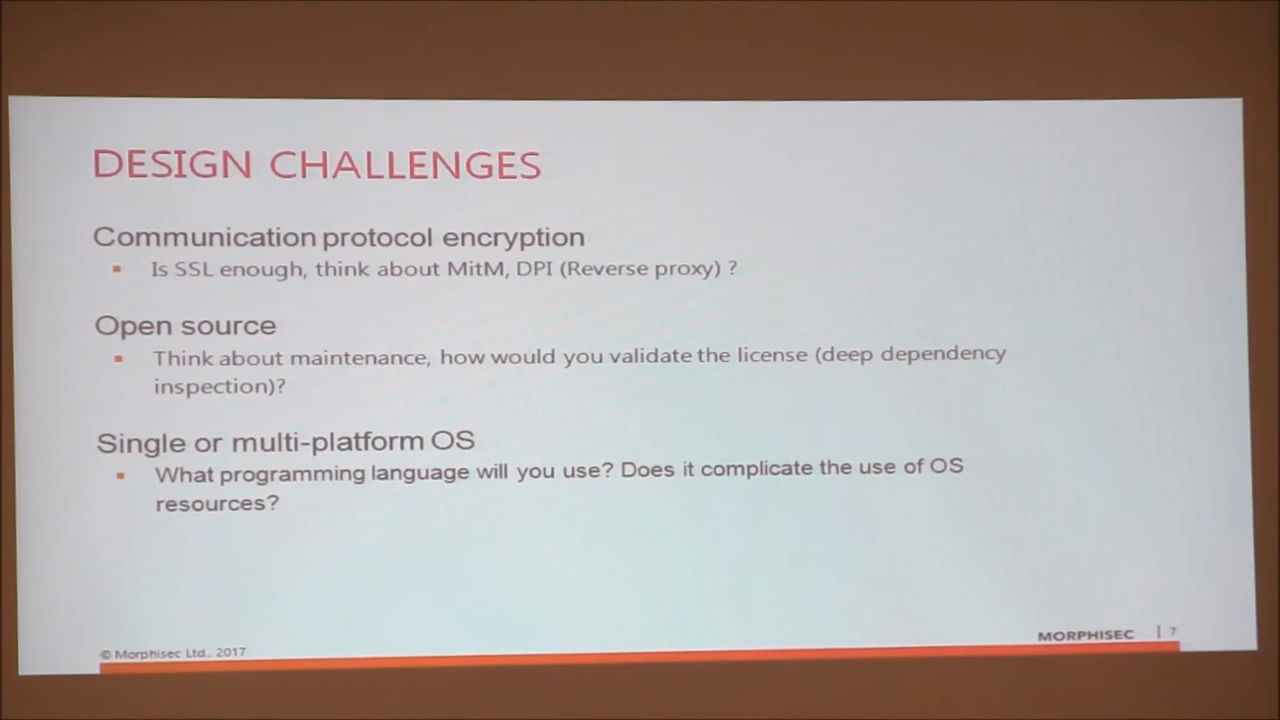 DESIGN CHALLENGES
Communication protocol encryption
▪ Is SSL enough, think about MitM, DPI (Reverse proxy) ?
Open source
▪ Think about maintenance, how would you validate the license (deep dependency
inspection)?
Single or multi-platform OS
▪ What programming language will you use? Does it complicate the use of OS
resources?
© Morphisec Ltd., 2017
MORPHISEC | 7